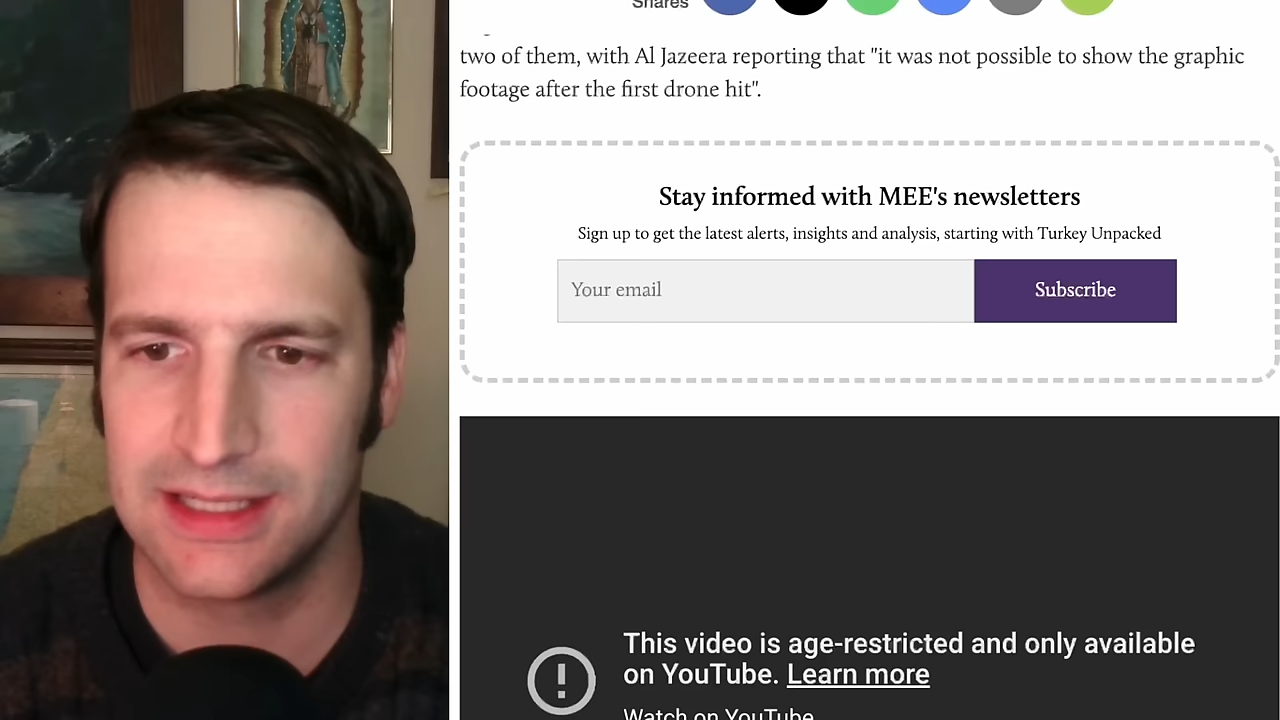 Shares
two of them, with Al Jazeera reporting that "it was not possible to show the graphic
footage after the first drone hit".
Stay informed with MEE's newsletters
Sign up to get the latest alerts, insights and analysis, starting with Turkey Unpacked
Your email
Subscribe
This video is age-restricted and only available
on YouTube. Learn more
Watch on YouTube